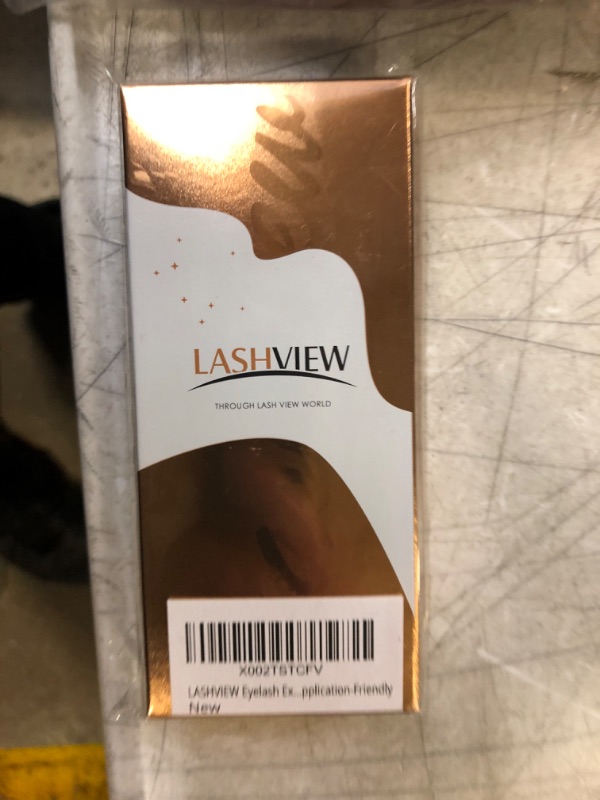 LASHVIEW
THROUGH LASH VIEW WORLD
X002TSTCFV
LASHVIEW Eyelash Ex...pplication-Friendly
New